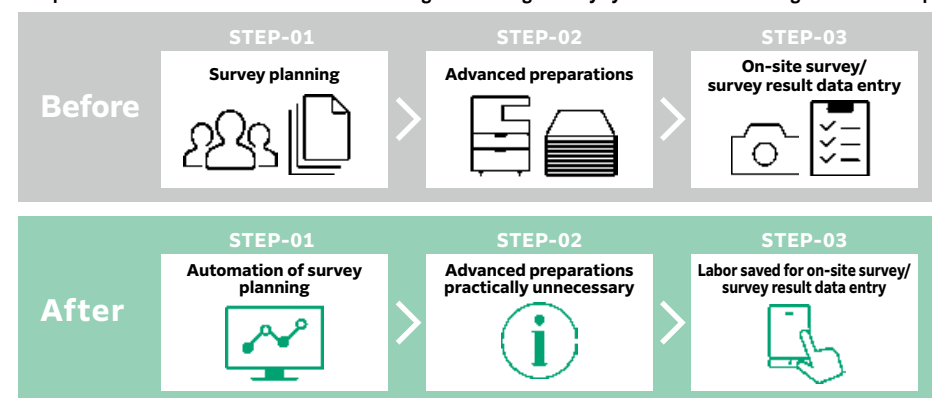 STEP-01
STEP-02
STEP-03
Before
Survey planning
Advanced preparations
On-site survey/
survey result data entry
STEP-01
STEP-02
STEP-03
After
Automation of survey
planning
Advanced preparations
practically unnecessary
Labor saved for on-site survey/
survey result data entry